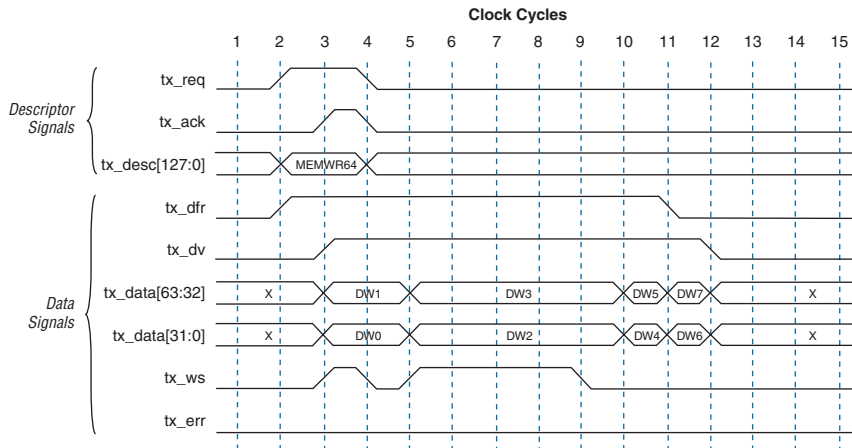 Clock Cycles
1 2 3 4 5 6 7 8 9 10 11 12 13 14 15
Descriptor
Signals
tx_req
tx_ack
tx_desc[127:0] MEMWR64
Data
Signals
tx_dfr
tx_dv
tx_data[63:32] X DW1 DW3 DW5 DW7 X
tx_data[31:0] X DW0 DW2 DW4 DW6 X
tx_ws
tx_err